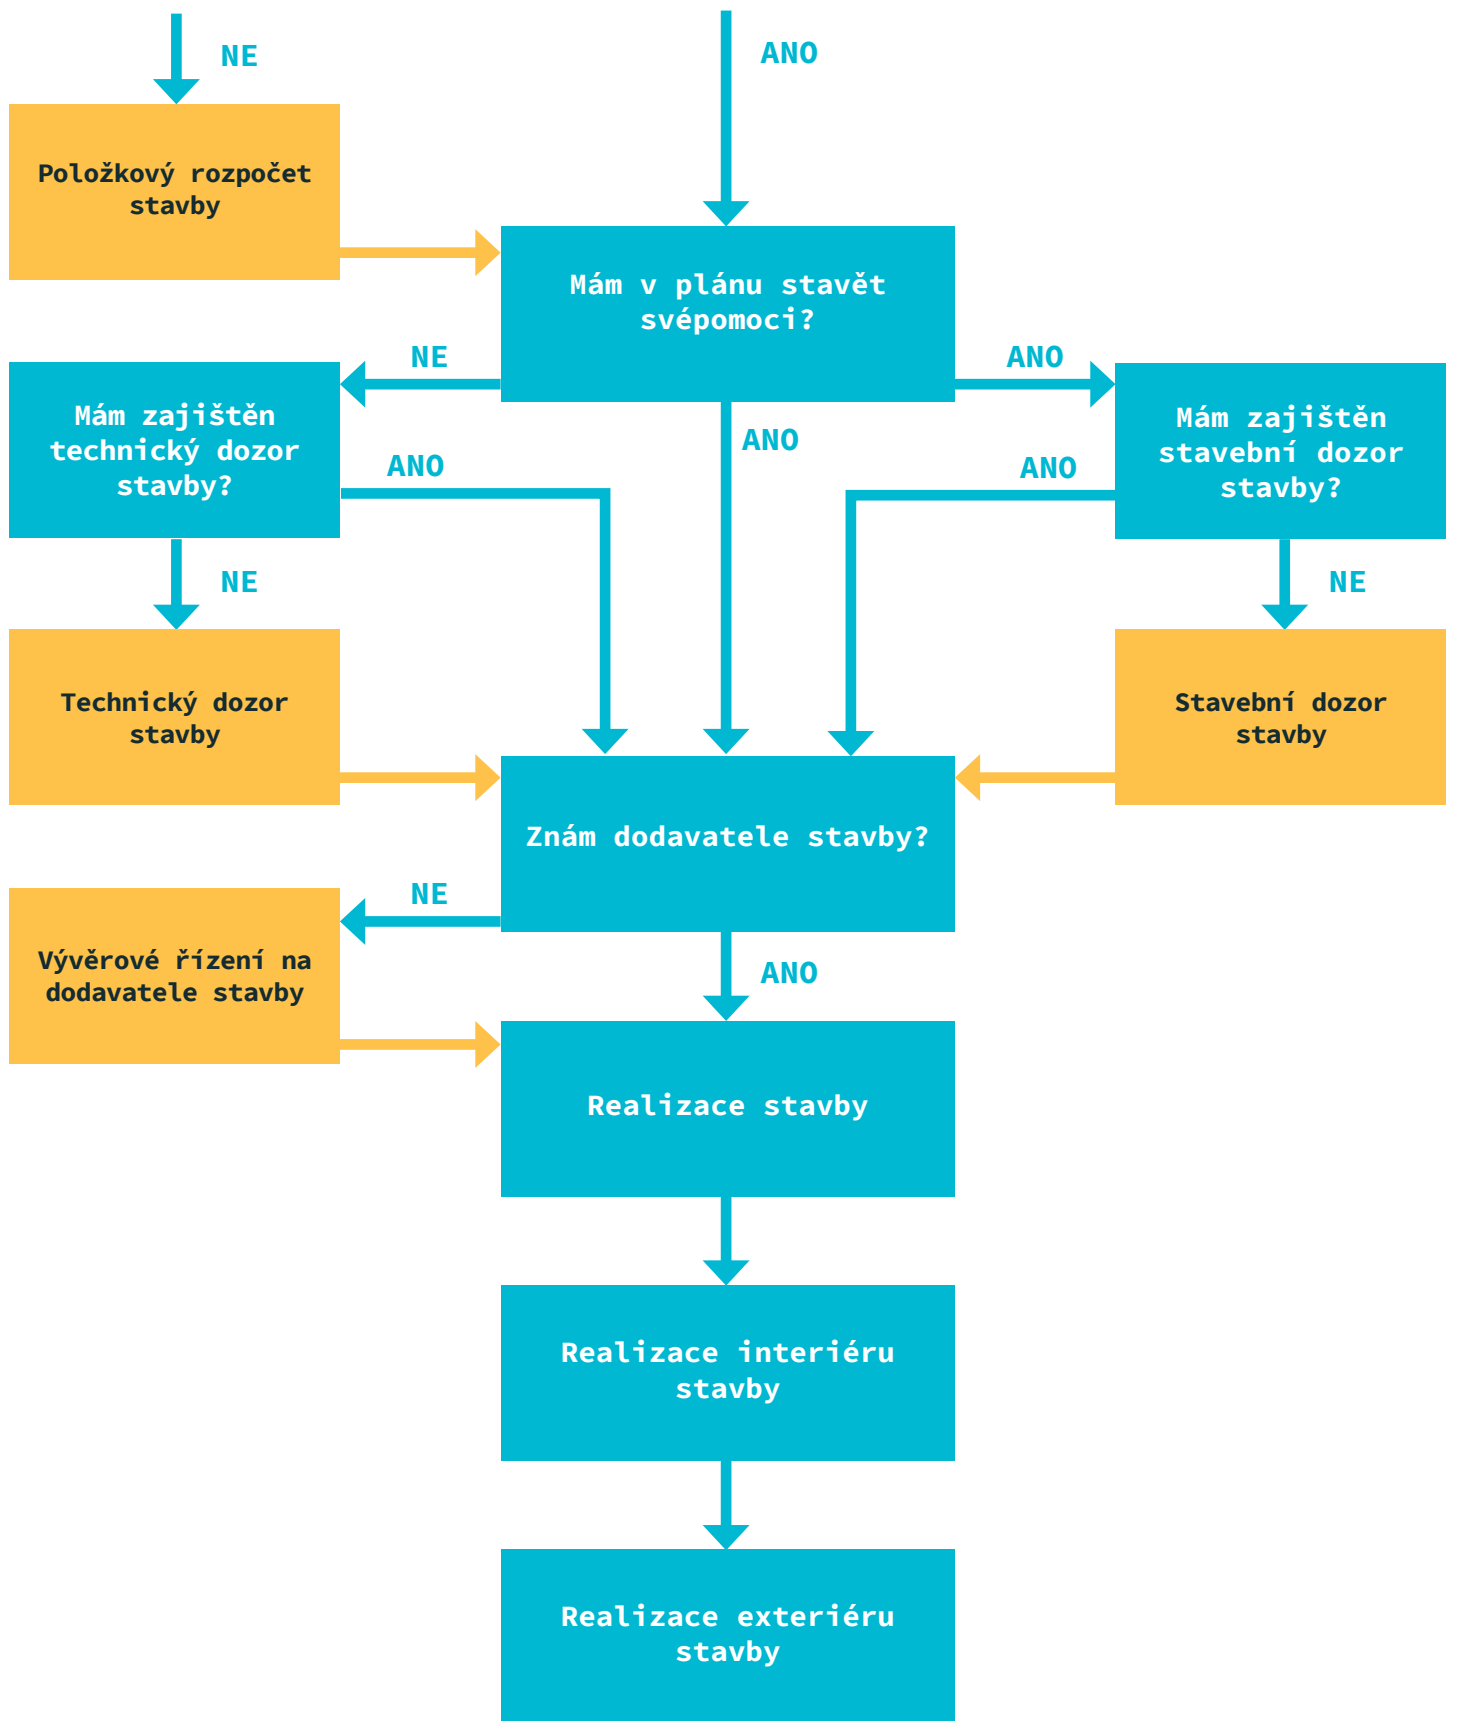 NE
ANO
Položkový rozpočet
stavby
Mám v plánu stavět
svépomoci?
NE
ANO
Mám zajištěn
technický dozor
stavby?
ANO
ANO
ANO
Mám zajištěn
stavební dozor
stavby?
NE
NE
Technický dozor
stavby
Stavební dozor
stavby
Znám dodavatele stavby?
NE
Vývěrové řízení na
dodavatele stavby
ANO
Realizace stavby
Realizace interiéru
stavby
Realizace exteriéru
stavby